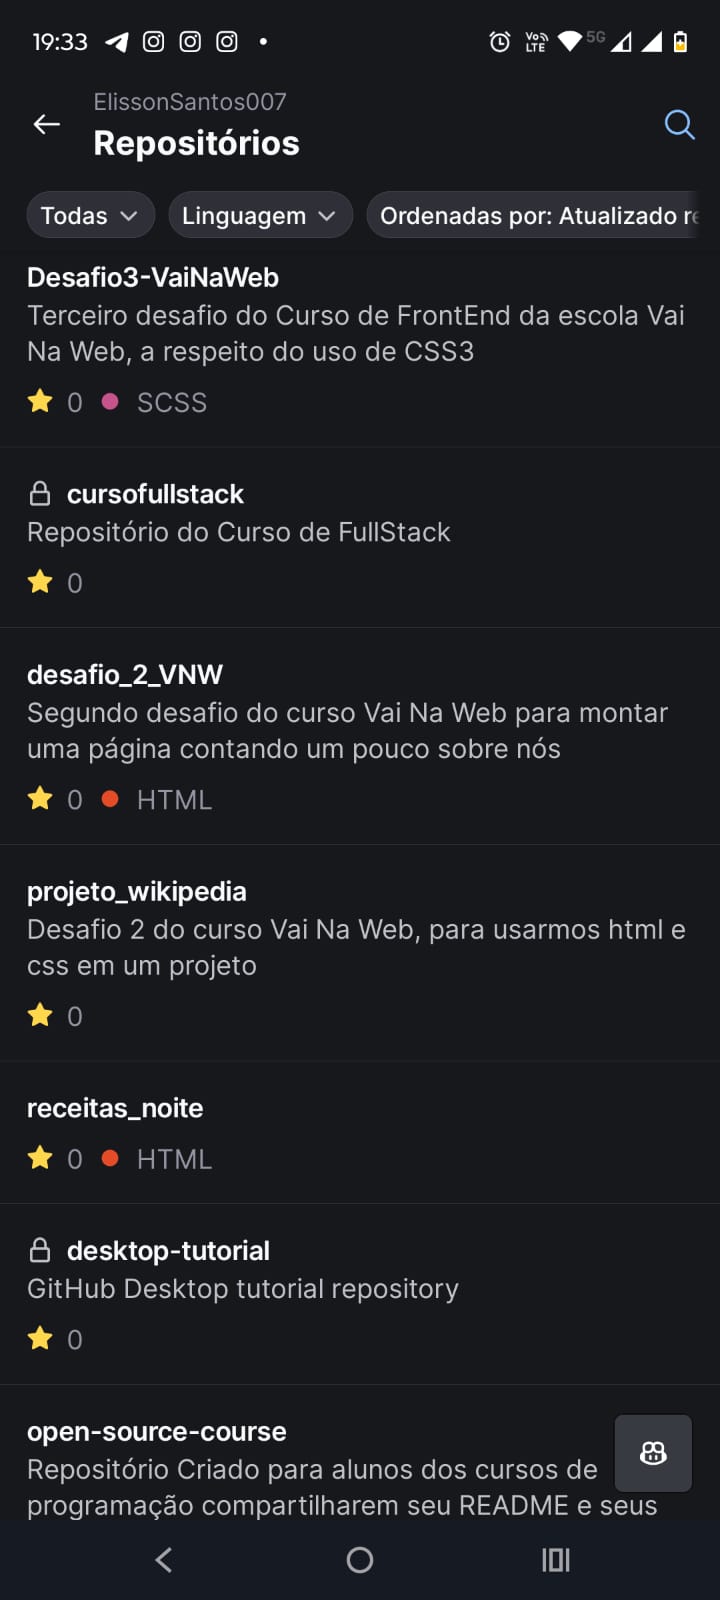 19:33
Vo LTE 5G
ElissonSantos007
Repositórios
Todas Linguagem Ordenadas por: Atualizado re
Desafio3-VaiNaWeb
Terceiro desafio do Curso de FrontEnd da escola Vai
Na Web, a respeito do uso de CSS3
0 SCSS
cursofullstack
Repositório do Curso de FullStack
0
desafio_2_VNW
Segundo desafio do curso Vai Na Web para montar
uma página contando um pouco sobre nós
0 HTML
projeto_wikipedia
Desafio 2 do curso Vai Na Web, para usarmos html e
css em um projeto
0
receitas_noite
0 HTML
desktop-tutorial
GitHub Desktop tutorial repository
0
open-source-course
Repositório Criado para alunos dos cursos de
programação compartilharem seu README e seus